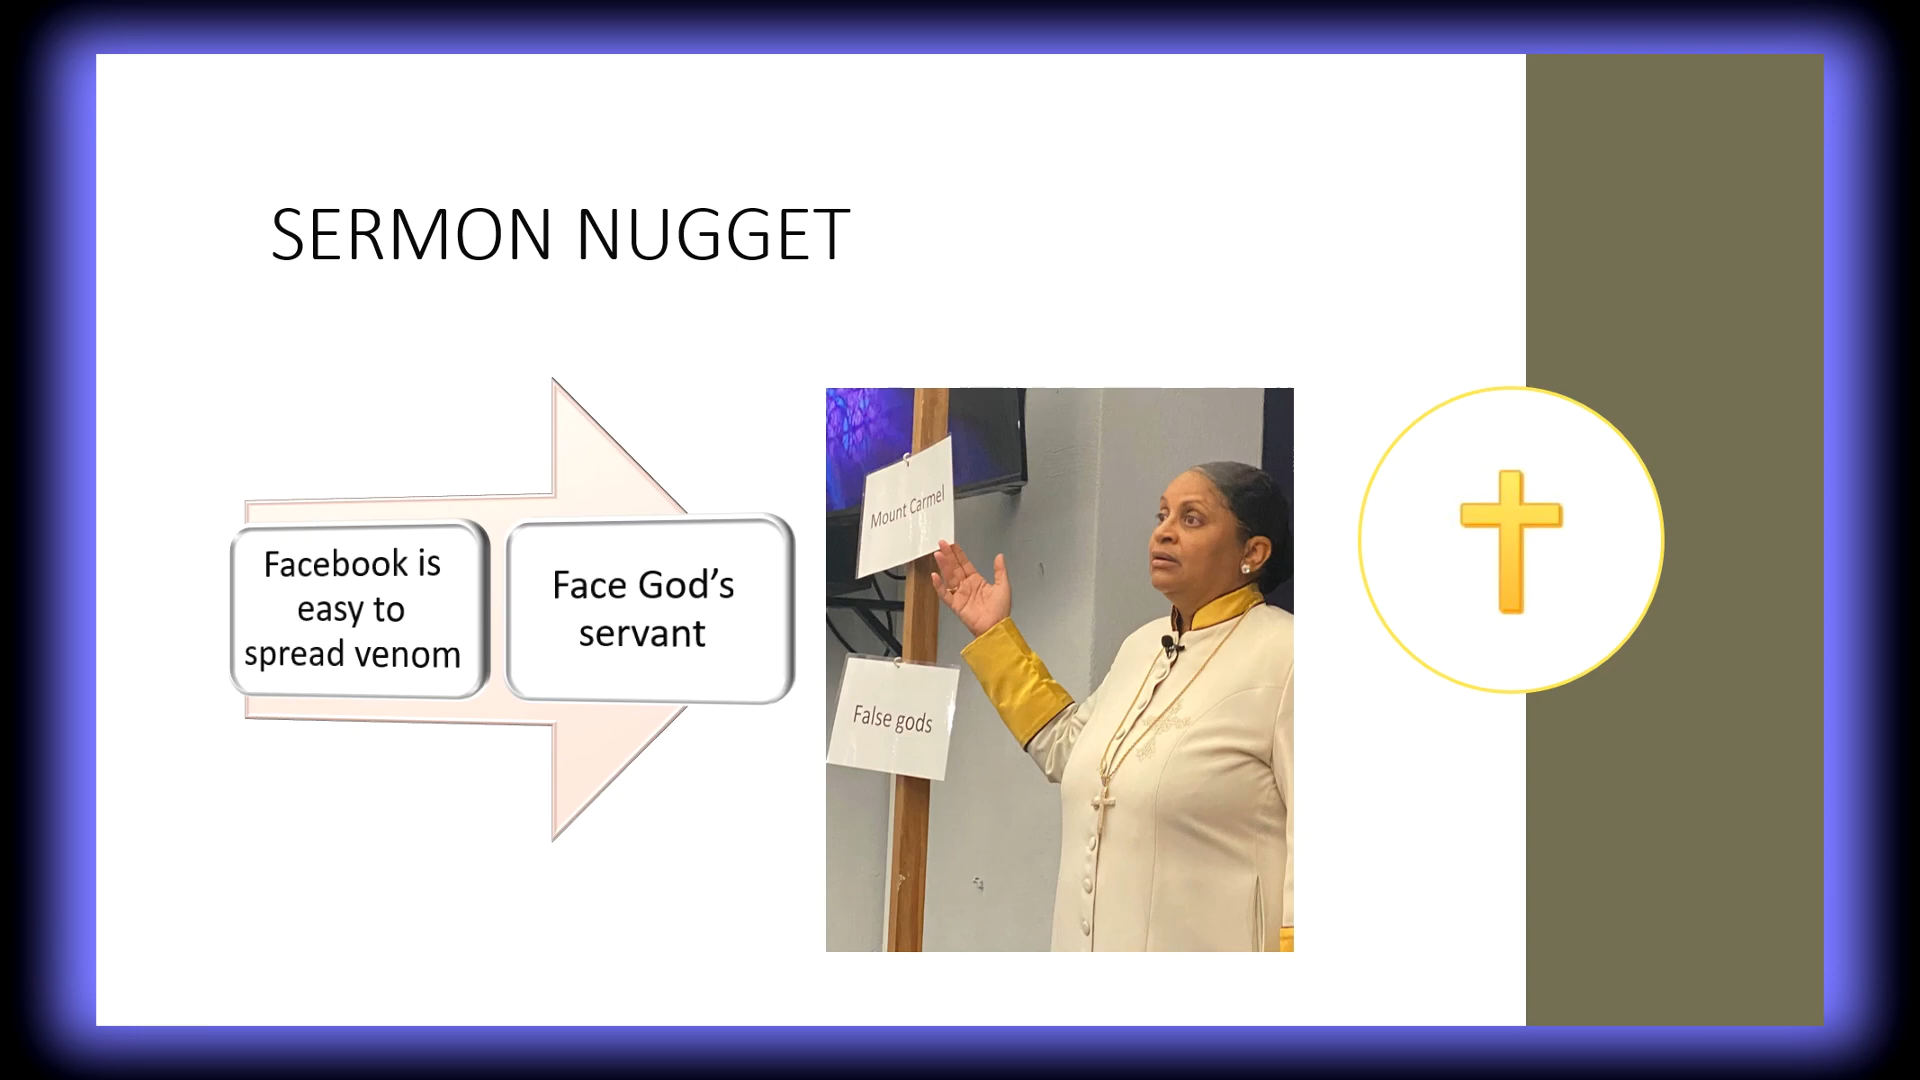 SERMON NUGGET
Facebook is
easy to
spread venom
Face God’s
servant
Mount Carmel
False gods